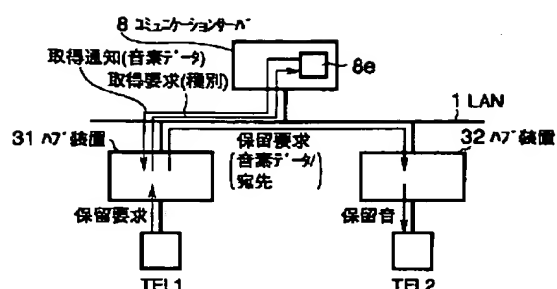 8 コミュニケーションサーバ
取得通知(音素データ)
取得要求(種別)
8e
1 LAN
31 ハブ装置
保留要求
(音素データ/
宛先
32 ハブ装置
保留要求
保留音
TEL1
TEL2